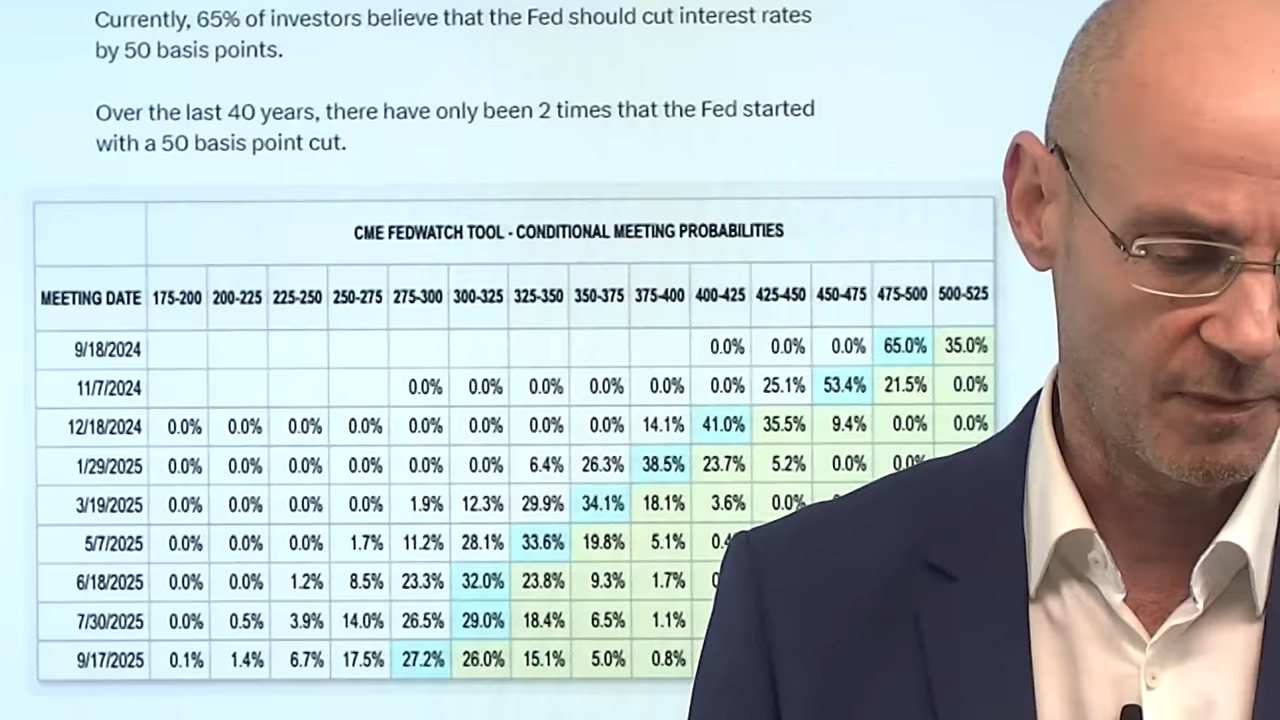 Currently, 65% of investors believe that the Fed should cut interest rates
by 50 basis points.
Over the last 40 years, there have only been 2 times that the Fed started
with a 50 basis point cut.
CME FEDWATCH TOOL - CONDITIONAL MEETING PROBABILITIES
MEETING DATE 175-200 200-225 225-250 250-275 275-300 300-325 325-350 350-375 375-400 400-425 425-450 450-475 475-500 500-525
9/18/2024 0.0% 0.0% 0.0% 65.0% 35.0%
11/7/2024 0.0% 0.0% 0.0% 0.0% 0.0% 0.0% 25.1% 53.4% 21.5% 0.0%
12/18/2024 0.0% 0.0% 0.0% 0.0% 0.0% 0.0% 0.0% 0.0% 14.1% 41.0% 35.5% 9.4% 0.0% 0.0%
1/29/2025 0.0% 0.0% 0.0% 0.0% 0.0% 0.0% 6.4% 26.3% 38.5% 23.7% 5.2% 0.0% 0.0%
3/19/2025 0.0% 0.0% 0.0% 0.0% 1.9% 12.3% 29.9% 34.1% 18.1% 3.6% 0.0%
5/7/2025 0.0% 0.0% 0.0% 1.7% 11.2% 28.1% 33.6% 19.8% 5.1%
6/18/2025 0.0% 0.0% 1.2% 8.5% 23.3% 32.0% 23.8% 9.3% 1.7%
7/30/2025 0.0% 0.5% 3.9% 14.0% 26.5% 29.0% 18.4% 6.5% 1.1%
9/17/2025 0.1% 1.4% 6.7% 17.5% 27.2% 26.0% 15.1% 5.0% 0.8%